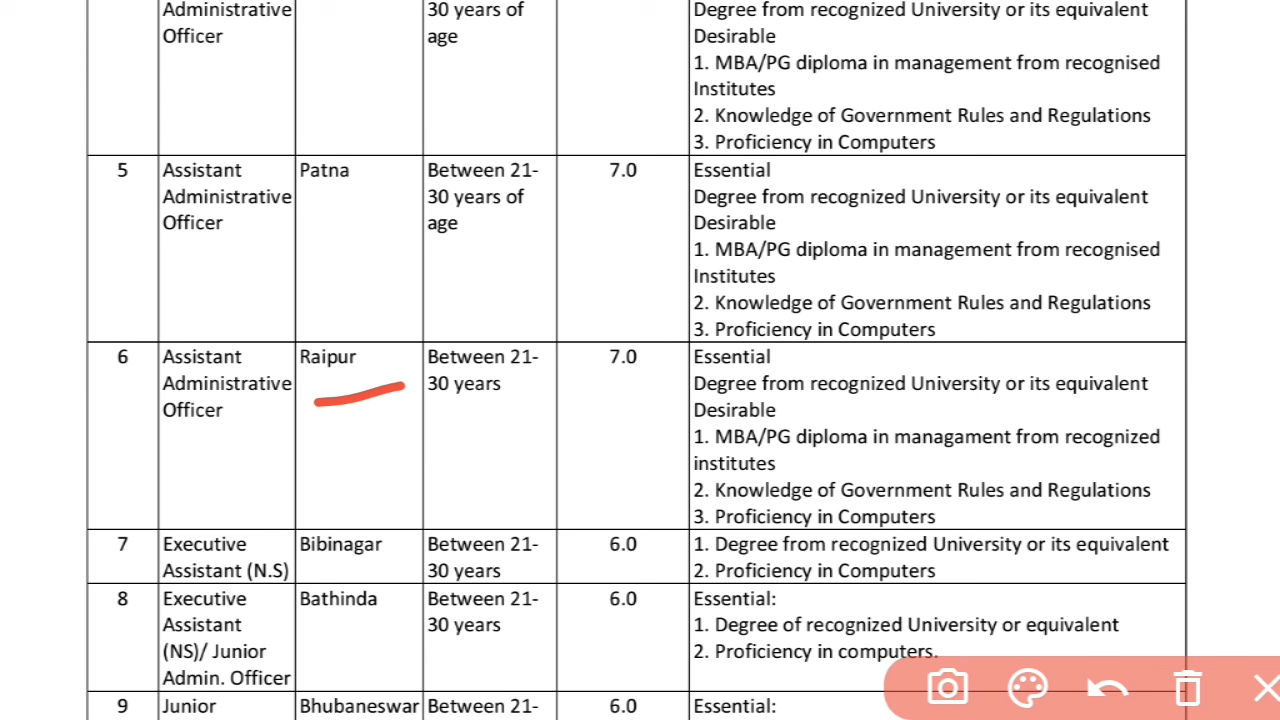 Administrative 30 years of Degree from recognized University or its equivalent
Officer age Desirable
1. MBA/PG diploma in management from recognised
Institutes
2. Knowledge of Government Rules and Regulations
3. Proficiency in Computers
5 Assistant Patna Between 21- 7.0 Essential
Administrative 30 years of Degree from recognized University or its equivalent
Officer age Desirable
1. MBA/PG diploma in management from recognised
Institutes
2. Knowledge of Government Rules and Regulations
3. Proficiency in Computers
6 Assistant Raipur Between 21- 7.0 Essential
Administrative 30 years Degree from recognized University or its equivalent
Officer Desirable
1. MBA/PG diploma in managament from recognized
institutes
2. Knowledge of Government Rules and Regulations
3. Proficiency in Computers
7 Executive Bibinagar Between 21- 6.0 1. Degree from recognized University or its equivalent
Assistant (N.S) 30 years 2. Proficiency in Computers
8 Executive Bathinda Between 21- 6.0 Essential:
Assistant 30 years 1. Degree of recognized University or equivalent
(NS)/ Junior 2. Proficiency in computers.
Admin. Officer
9 Junior Bhubaneswar Between 21- 6.0 Essential: